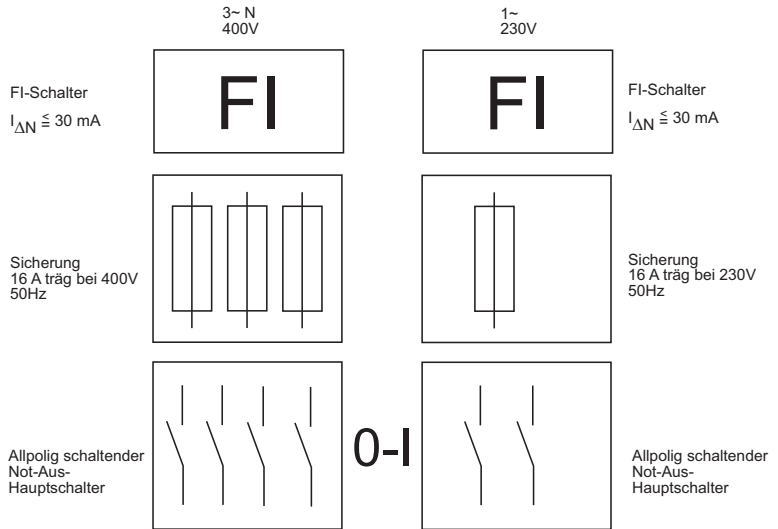 3~ N
400V
1~
230V
FI-Schalter
I∆N ≦ 30 mA
FI
FI
FI-Schalter
I∆N ≦ 30 mA
Sicherung
16 A träg bei 400V
50Hz
Sicherung
16 A träg bei 230V
50Hz
Allpolig schaltender
Not-Aus-
Hauptschalter
0-I
Allpolig schaltender
Not-Aus-
Hauptschalter